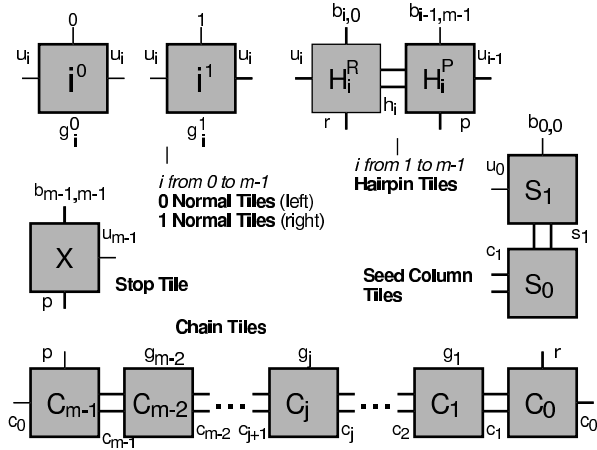 0 1 b_{i,0} b_{i-1,m-1}
u_i i^0 u_i u_i i^1 u_i u_i H_i^R H_i^P u_{i-1}
h_i
g_i^0 g_i^1 r p
b_{0,0}
i from 0 to m-1
0 Normal Tiles (left)
1 Normal Tiles (right)
i from 1 to m-1
Hairpin Tiles
u_0 S_1
s_1
b_{m-1,m-1}
X u_{m-1}
p
Stop Tile
c_1 S_0
Seed Column
Tiles
Chain Tiles
p g_{m-2} g_j g_1 r
C_{m-1} C_{m-2} ... C_j ... C_1 C_0
c_0 c_{m-1} c_{m-2} c_{j+1} c_j c_2 c_1 c_0